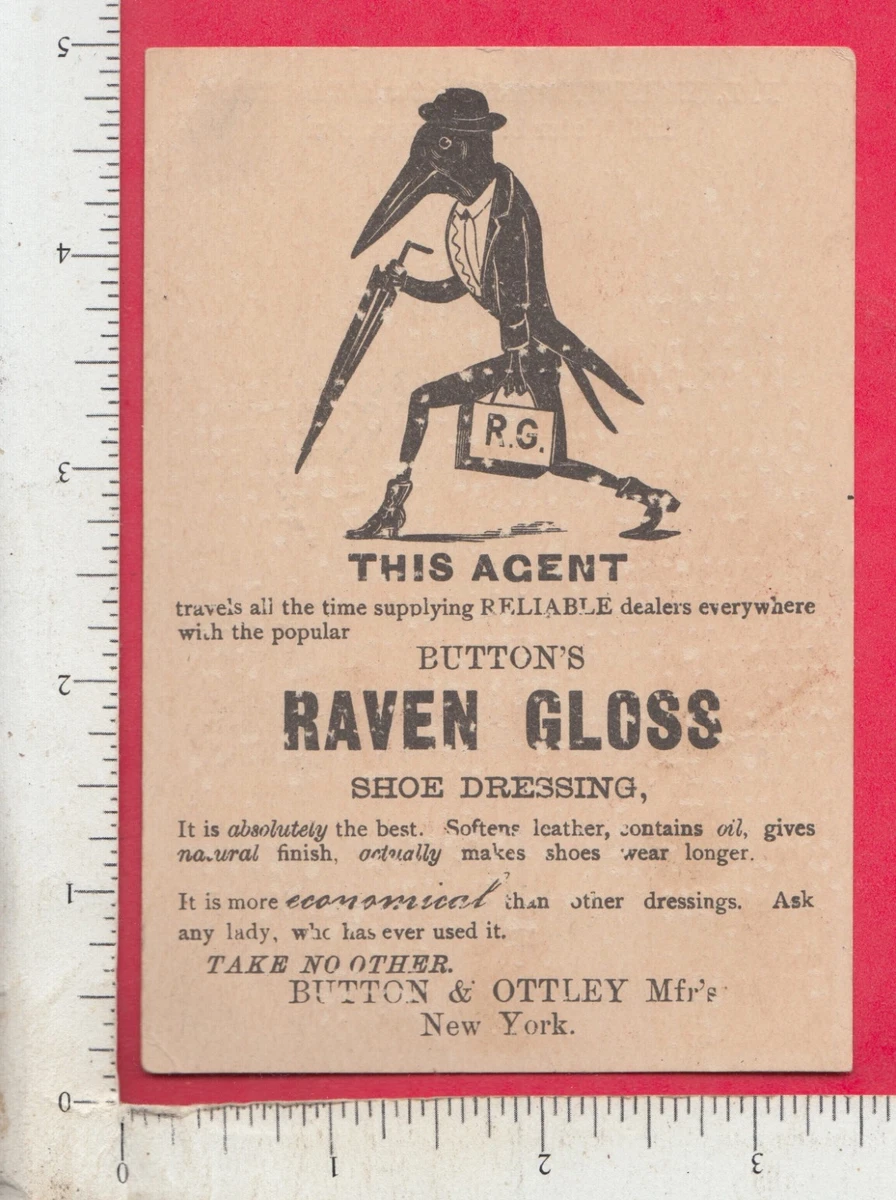 R.G.
THIS AGENT
travels all the time supplying RELIABLE dealers everywhere
with the popular
BUTTON'S
RAVEN GLOSS
SHOE DRESSING,
It is absolutely the best. Softens leather, contains oil, gives
natural finish, actually makes shoes wear longer.
It is more economical than other dressings. Ask
any lady, who has ever used it.
TAKE NO OTHER.
BUTTON & OTTLEY Mfr's
New York.
5
4
3
2
1
0
0
1
2
3